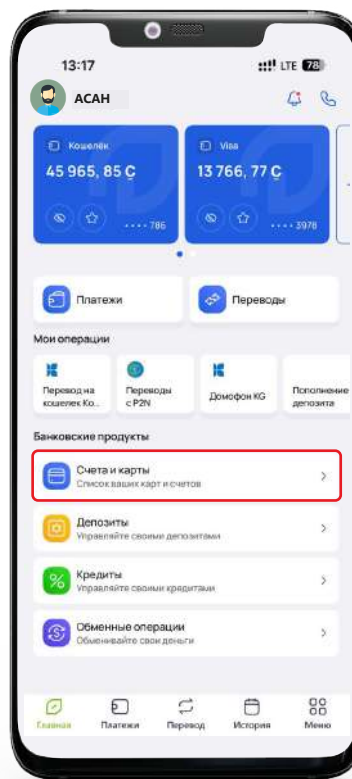 13:17
LTE 78
АСАН
Кошелёк
45 965, 85 С
•••• 786
Visa
13 766, 77 С
•••• 3978
Платежи
Переводы
Мои операции
Перевод на
кошелек Ко...
Переводы
с P2N
Домофон KG
Пополнение
депозита
Банковские продукты
Счета и карты
Список ваших карт и счетов
Депозиты
Управляйте своими депозитами
Кредиты
Управляйте своими кредитами
Обменные операции
Обменивайте свои деньги
Главная
Платежи
Перевод
История
Меню